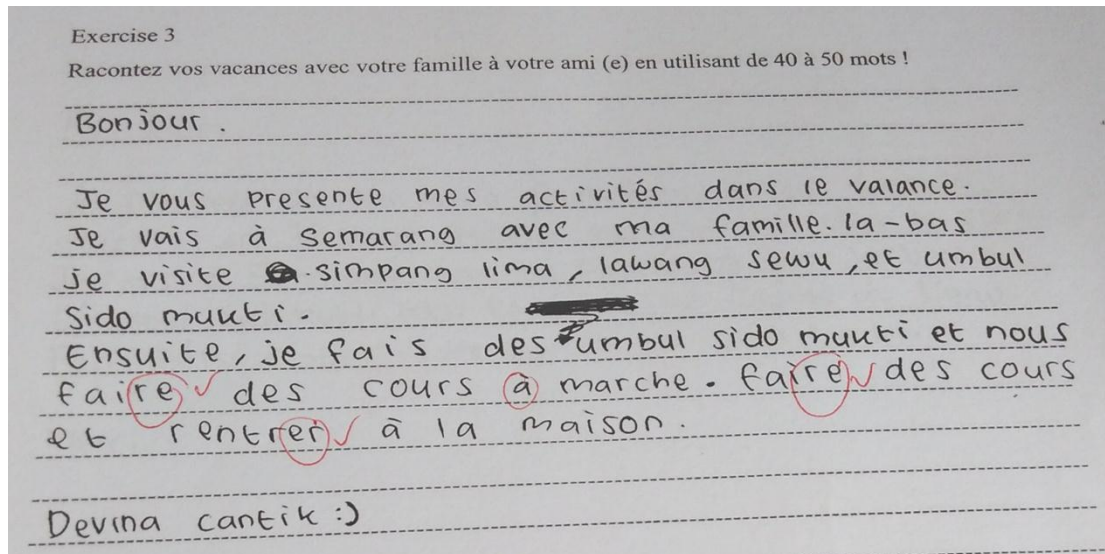 Exercise 3
Racontez vos vacances avec votre famille à votre ami (e) en utilisant de 40 à 50 mots !
Bonjour.
Je vous presente mes activités dans le valance.
Je vais à Semarang avec ma famille. la-bas
je visite simpang lima, lawang sewu, et umbul
Sido mukti.
Ensuite, je fais des umbul sido mukti et nous
faire des cours à marche. faire des cours
et rentrer à la maison.
Devina cantik :)